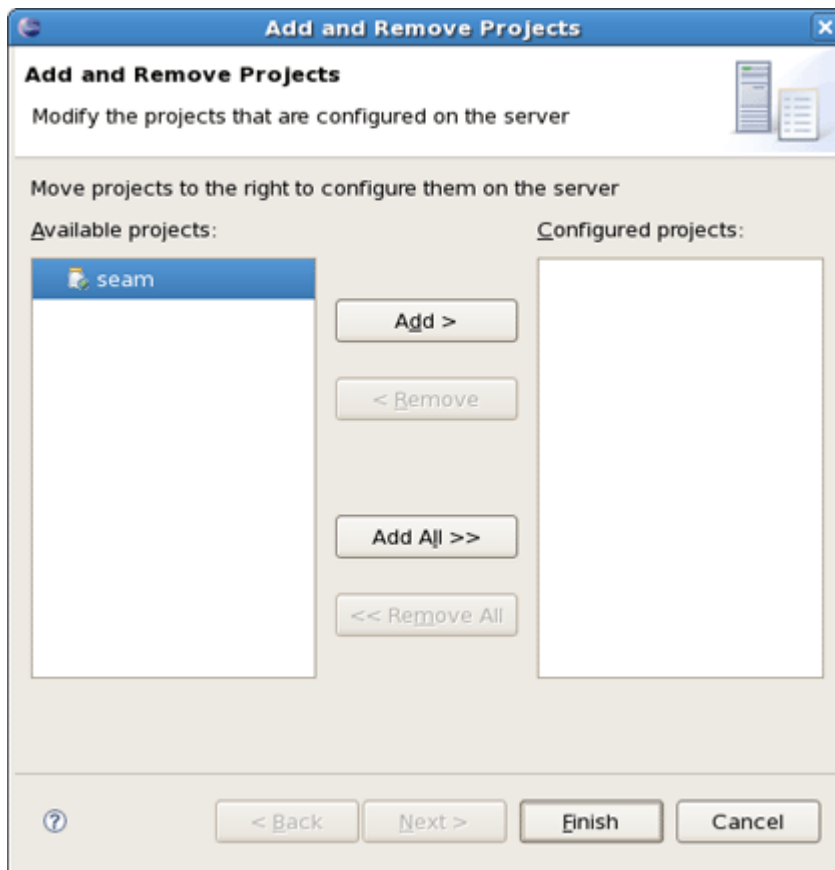 Add and Remove Projects
Add and Remove Projects
Modify the projects that are configured on the server
Move projects to the right to configure them on the server
Available projects:
Configured projects:
seam
Add >
< Remove
Add All >>
<< Remove All
?
< Back
Next >
Finish
Cancel